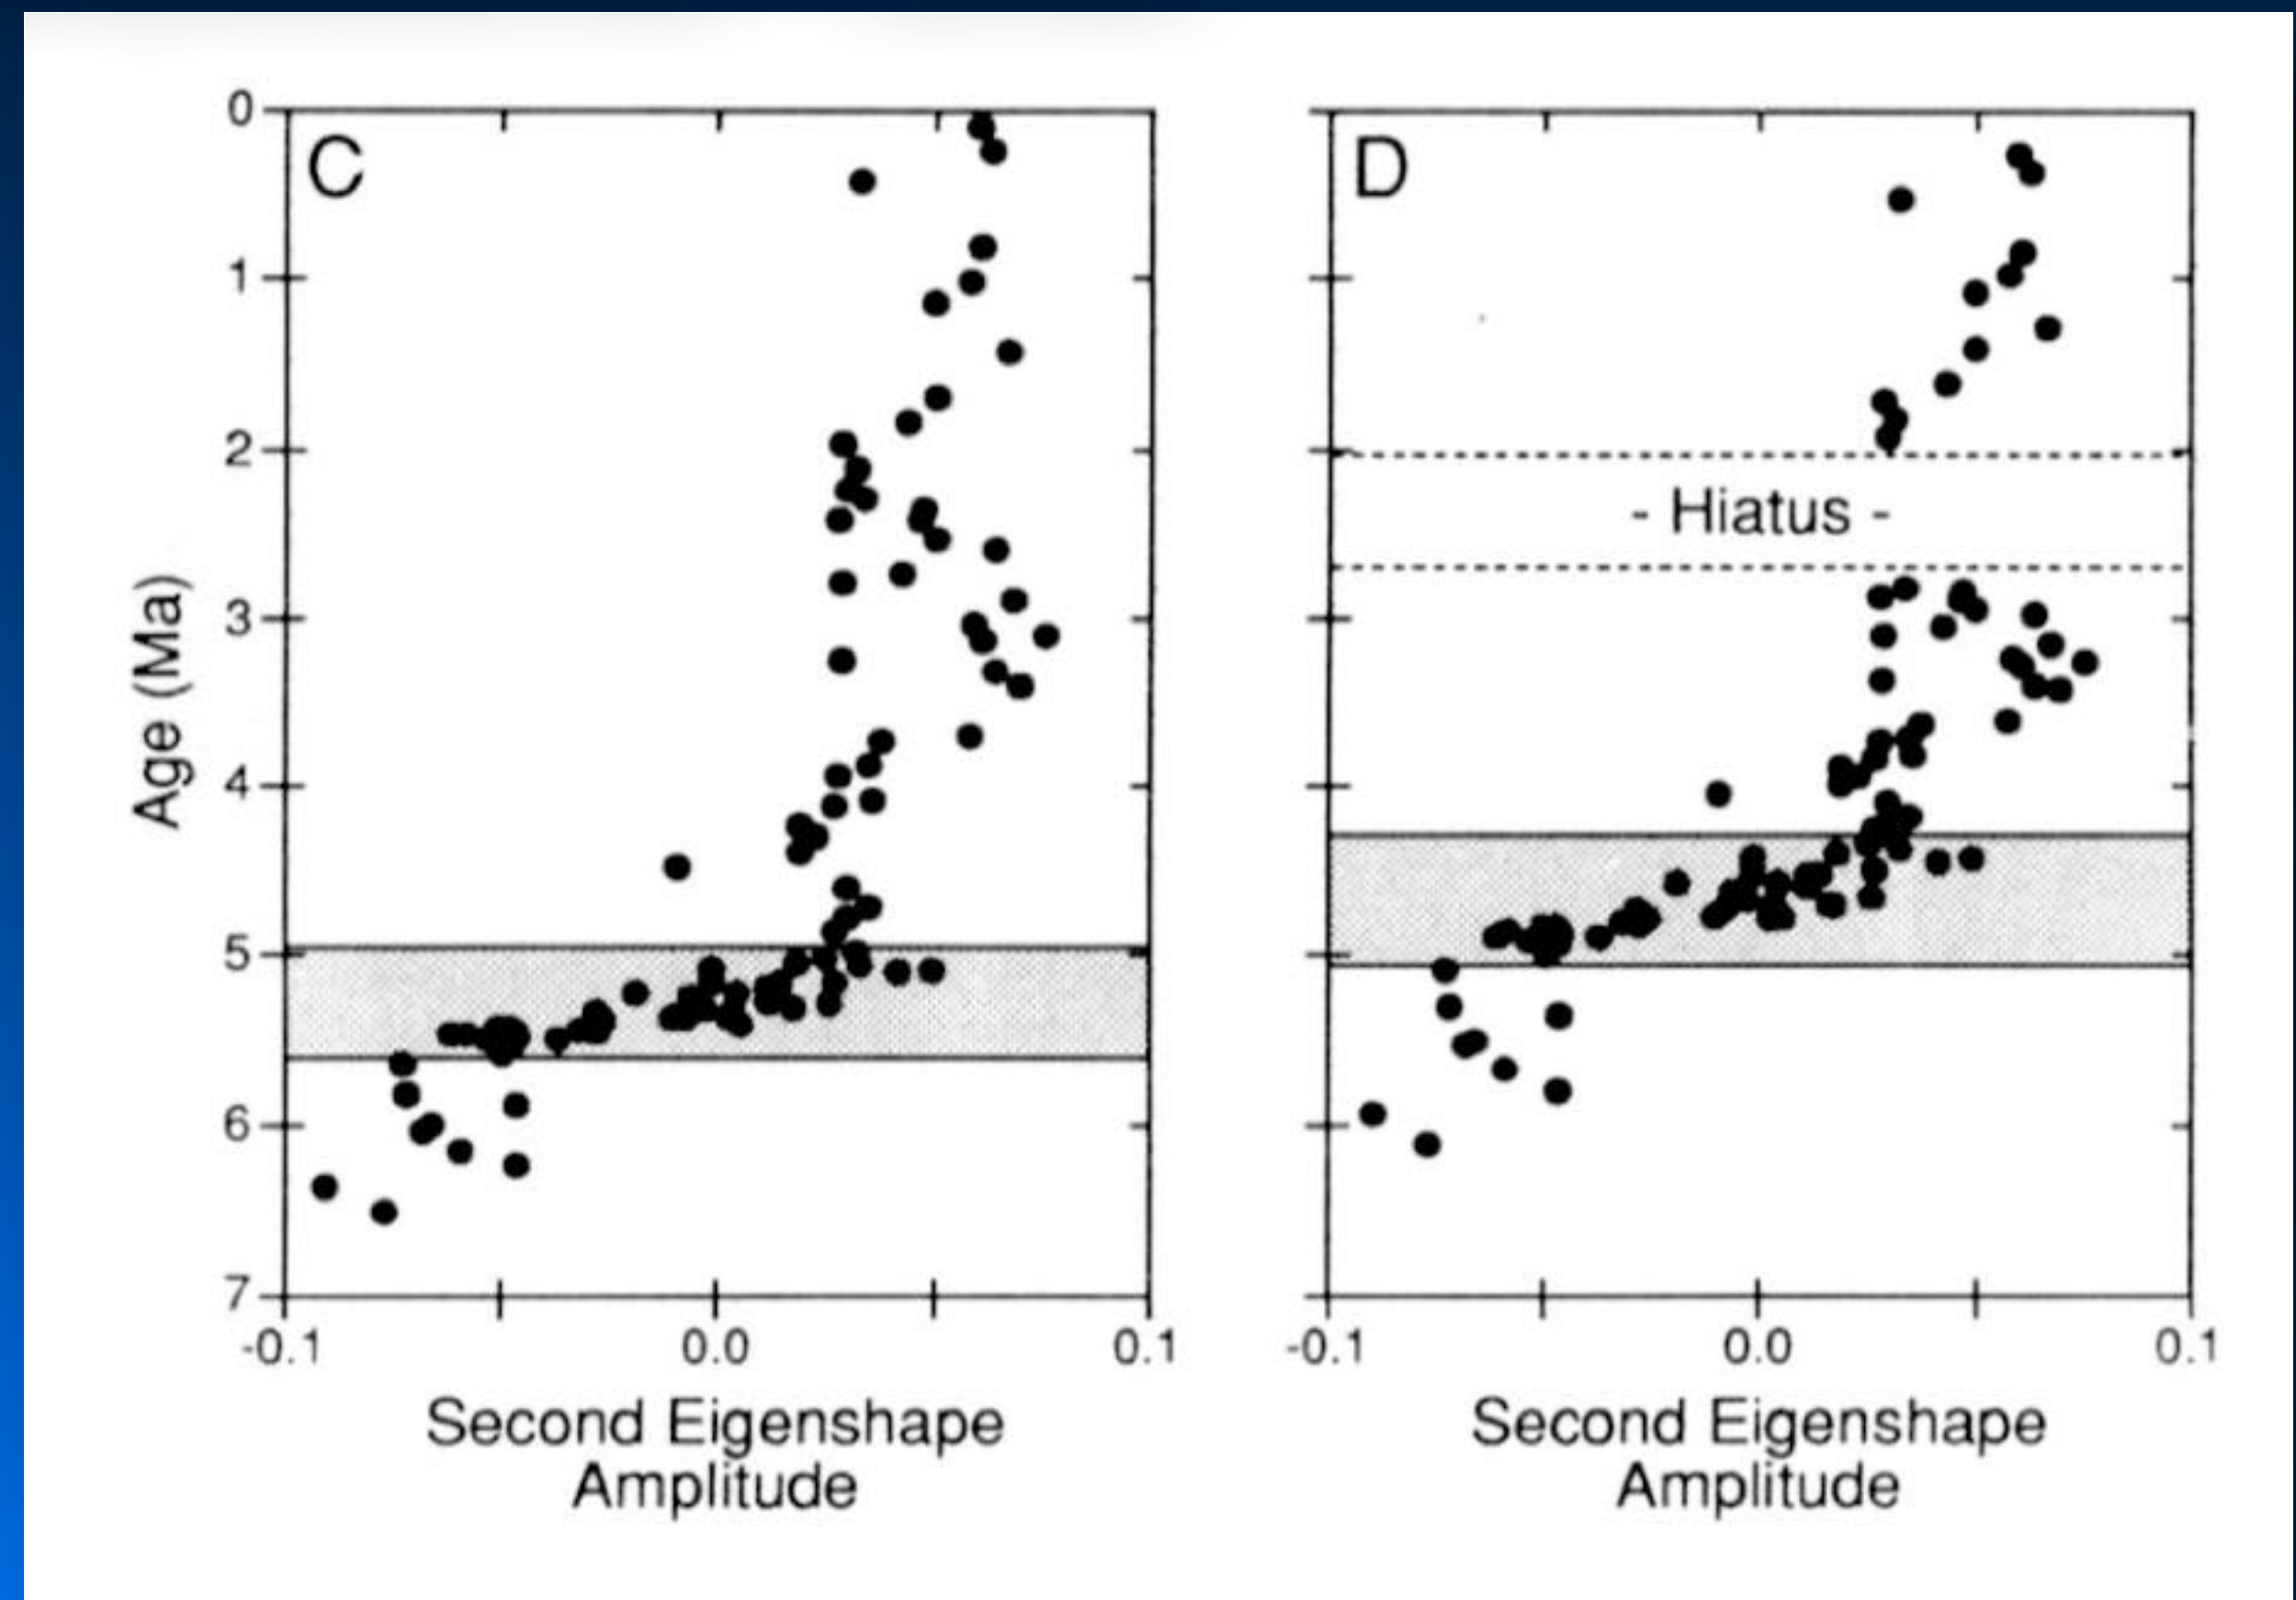 C
D
0
1
2
3
4
5
6
7
Age (Ma)
- Hiatus -
-0.1
0.0
0.1
-0.1
0.0
0.1
Second Eigenshape
Amplitude
Second Eigenshape
Amplitude